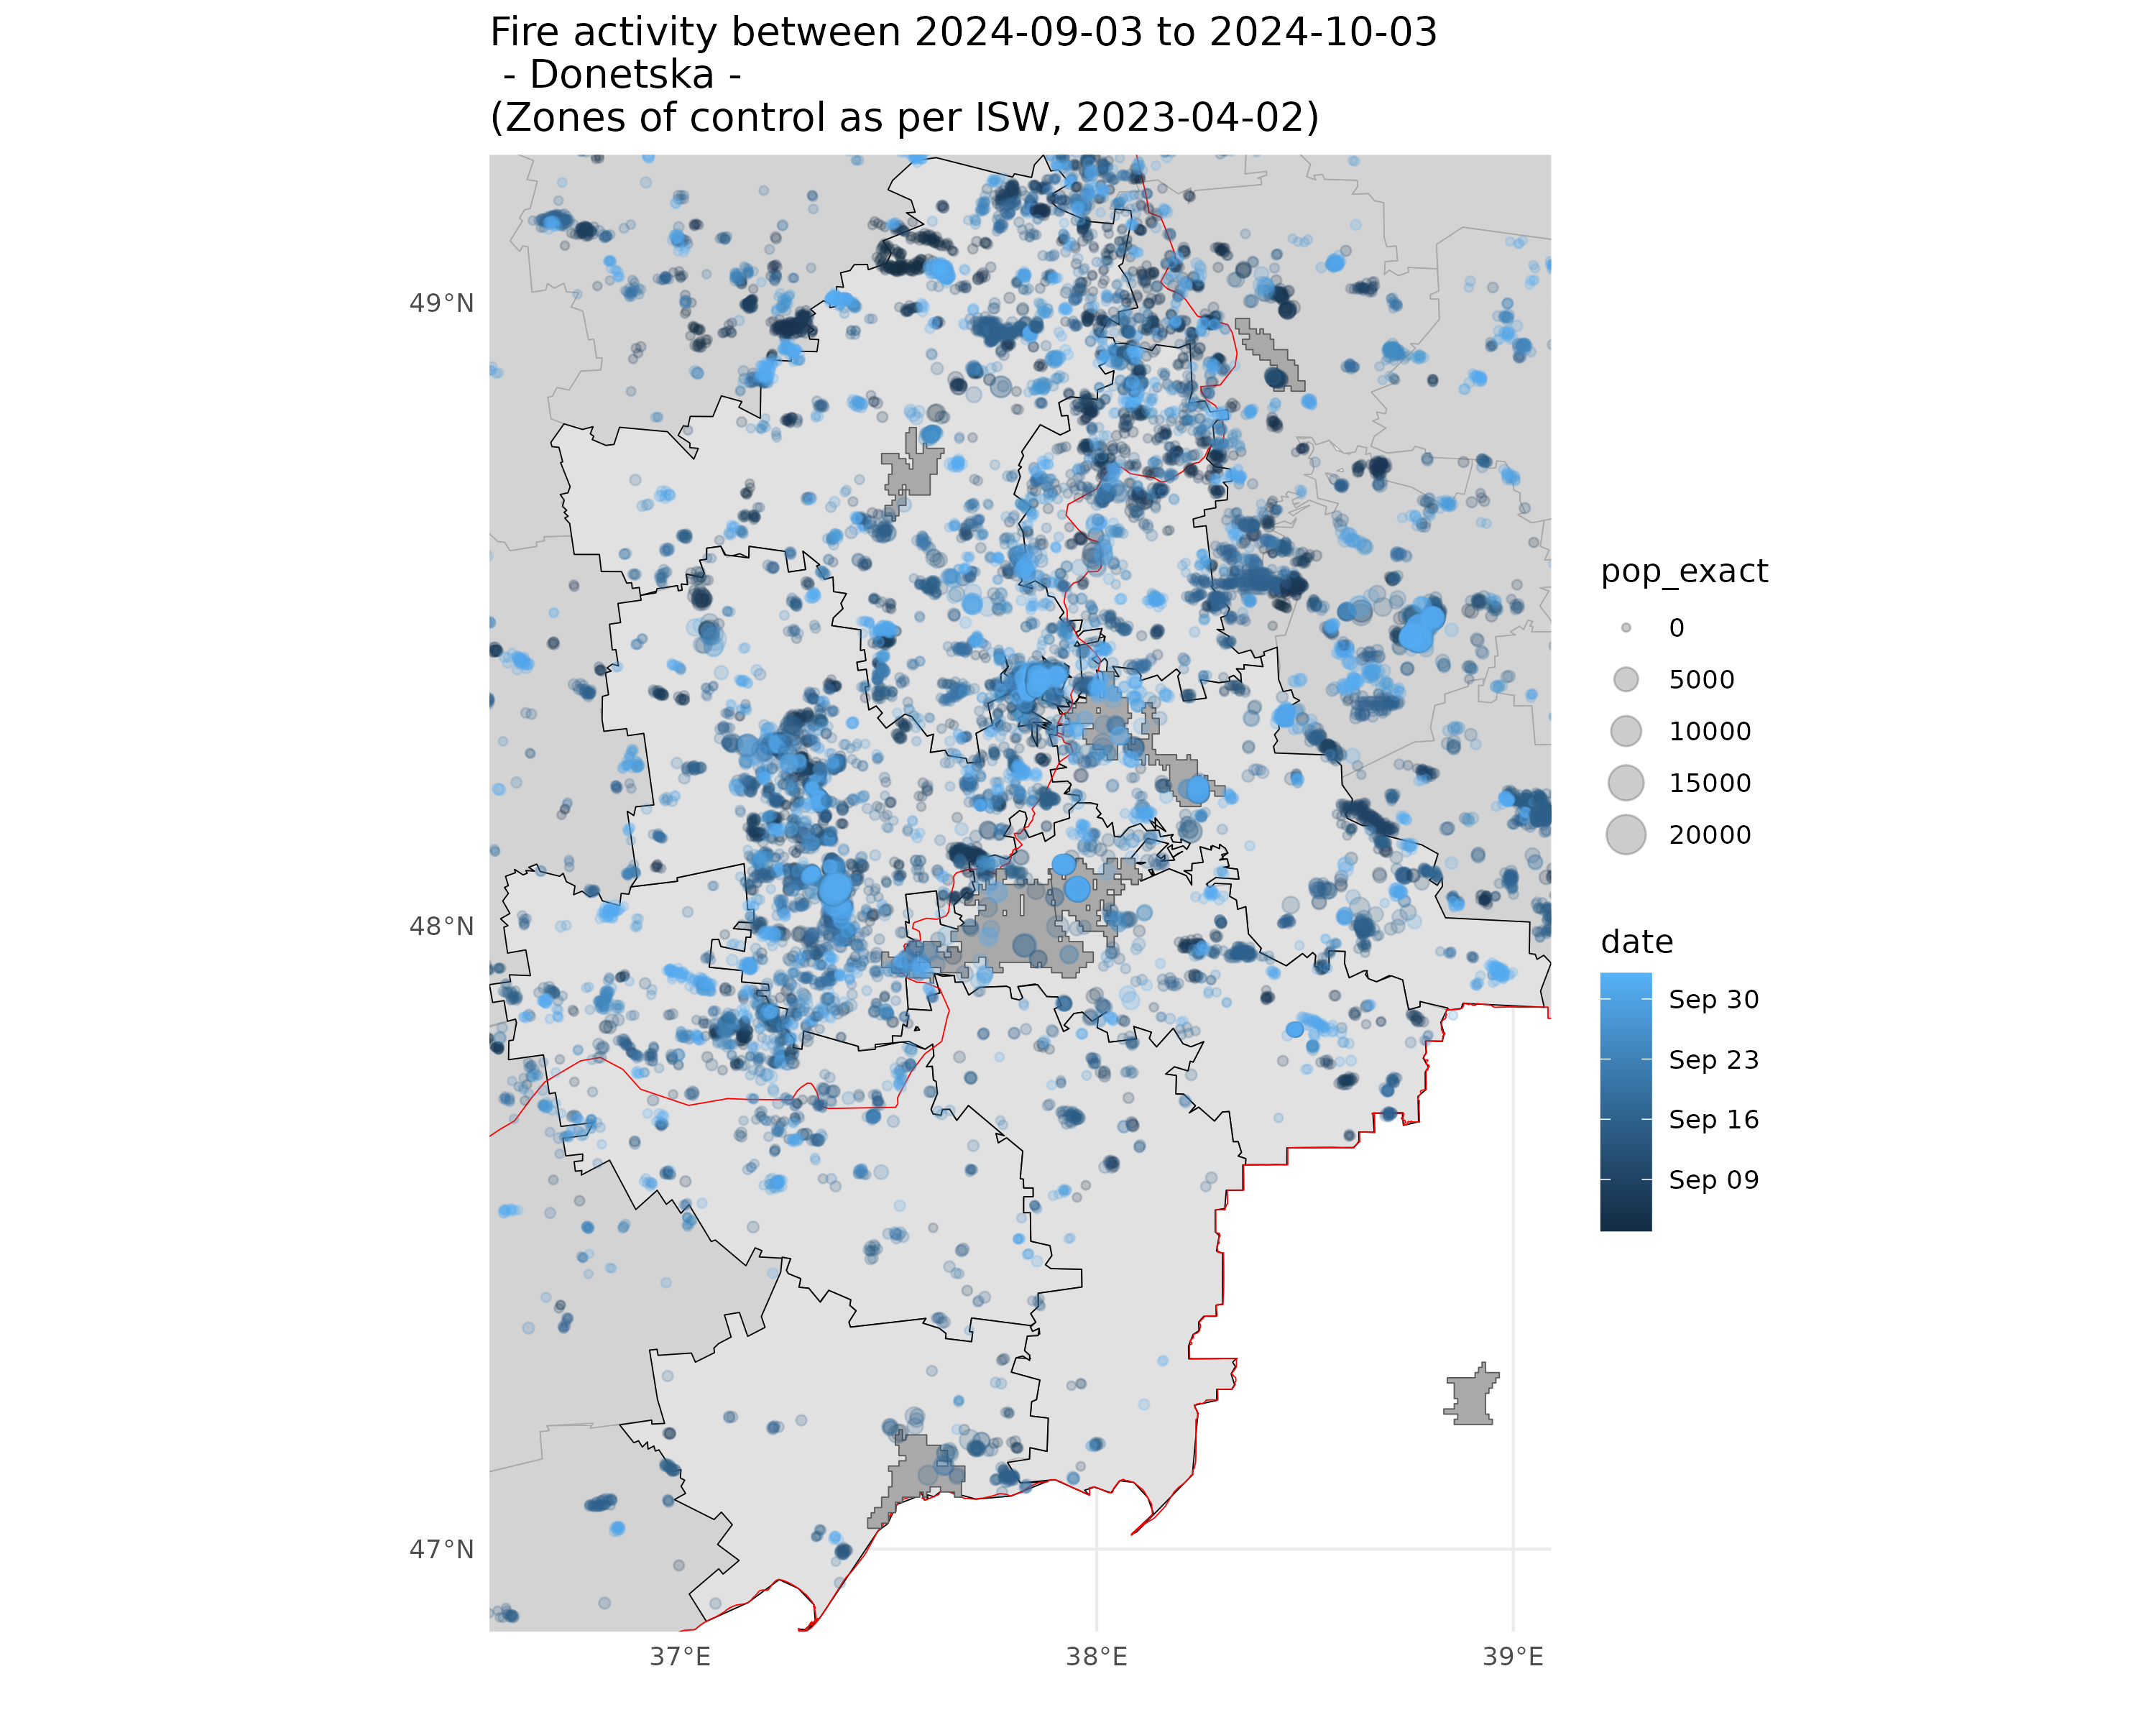 Fire activity between 2024-09-03 to 2024-10-03
- Donetska -
(Zones of control as per ISW, 2023-04-02)
49°N
48°N
47°N
37°E
38°E
39°E
pop_exact
0
5000
10000
15000
20000
date
Sep 30
Sep 23
Sep 16
Sep 09